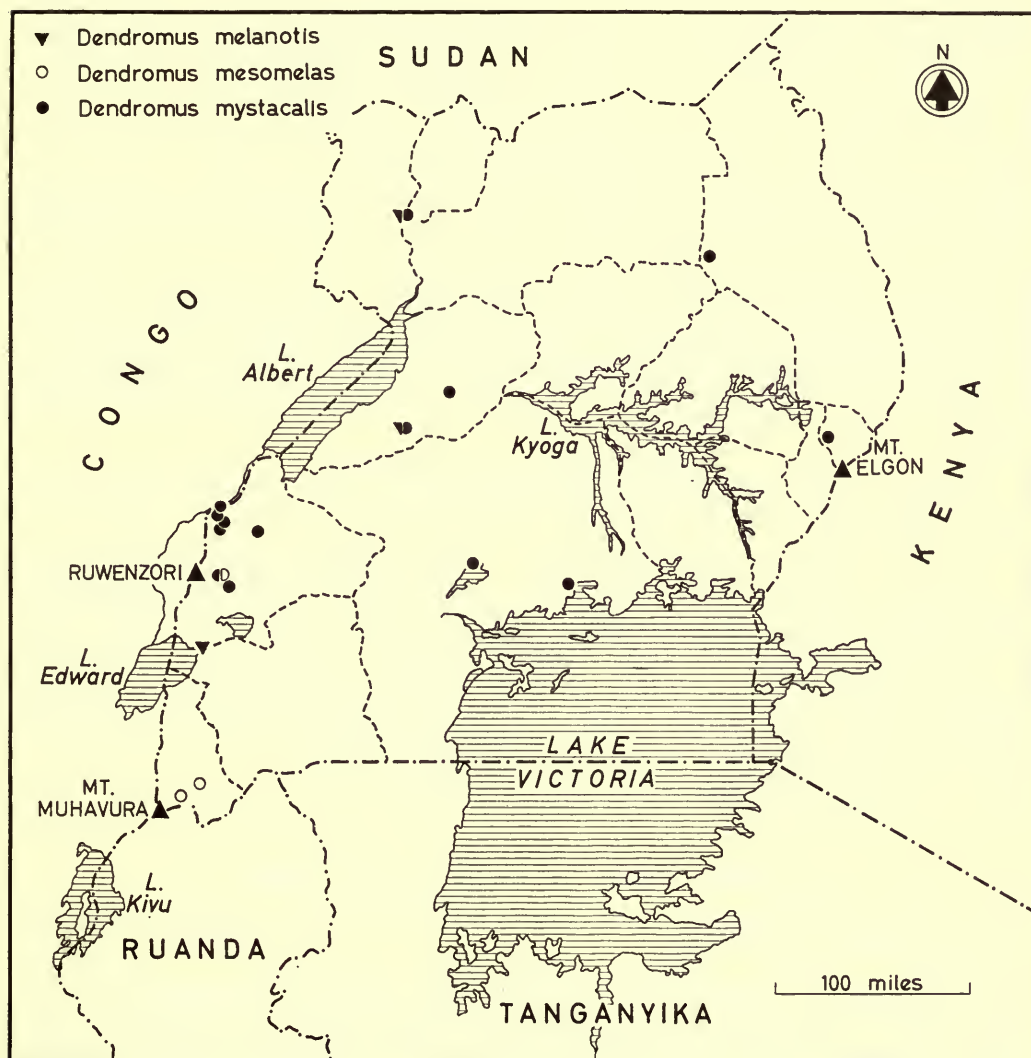 Dendromus melanotis
Dendromus mesomelas
Dendromus mystacalis
SUDAN
N
CONGO
L.
Albert
L.
Kyoga
MT.
ELGON
KENYA
RUWENZORI
L.
Edward
LAKE
VICTORIA
MT.
MUHAVURA
L.
Kivu
RUANDA
100 miles
TANGANYIKA